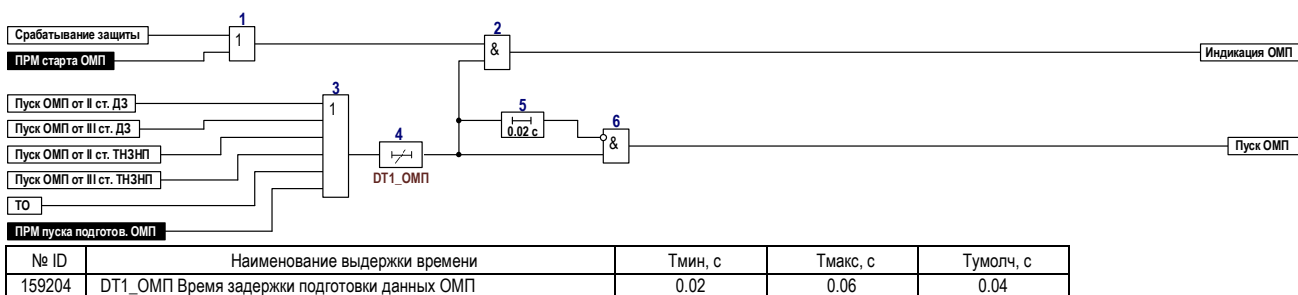 1
2
Срабатывание защиты
1
&
ПРМ старта ОМП
Индикация ОМП
3
Пуск ОМП от II ст. ДЗ
1
5
Пуск ОМП от III ст. ДЗ
0.02 с
6
4
&
Пуск ОМП от II ст. ТНЗНП
Пуск ОМП
Пуск ОМП от III ст. ТНЗНП
DT1_ОМП
ТО
ПРМ пуска подготов. ОМП
№ ID Наименование выдержки времени Тмин, с Тмакс, с Тумолч, с
159204 DT1_ОМП Время задержки подготовки данных ОМП 0.02 0.06 0.04